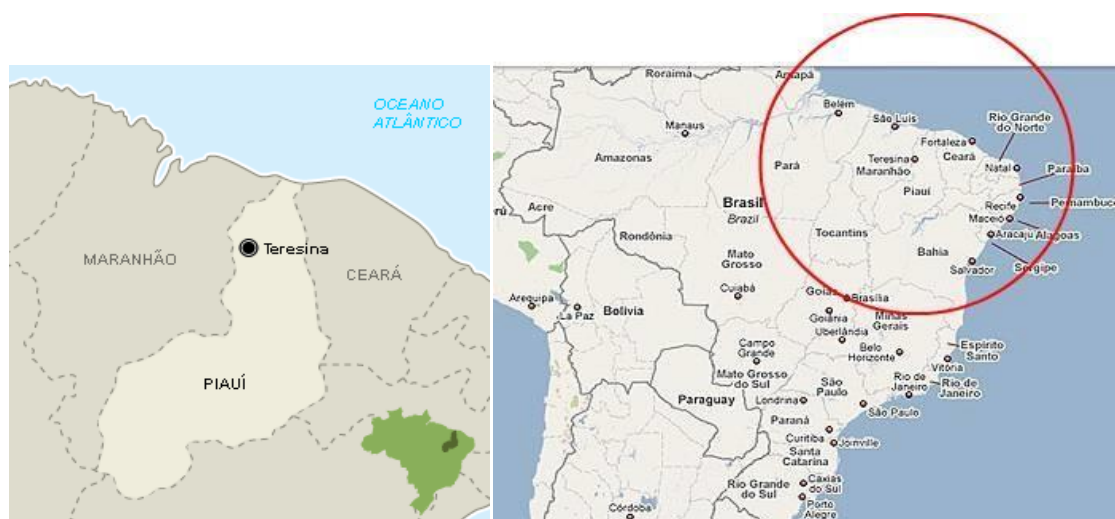 OCEANO
ATLÂNTICO
MARANHÃO
Teresina
CEARÁ
PIAUÍ
Roraima
Amapá
Belém
São Luís
Rio Grande
do Norte
Manaus
Fortaleza
Ceará
Amazonas
Pará
Teresina
Maranhão
Natal
Paraíba
Piauí
Acre
Brasil
Brazil
Recife
Pernambuco
Maceió
Rondônia
Tocantins
Aracaju
Alagoas
Mato
Grosso
Bahia
Sergipe
Salvador
Cuiabá
Goiás
Brasília
Arequipa
La Paz
Bolivia
Goiânia
Minas
Gerais
Uberlândia
Campo
Grande
Belo
Horizonte
Espírito
Santo
Vitória
Mato Grosso
do Sul
São
Paulo
Rio de
Janeiro
Rio de
Janeiro
Paraguay
Londrina
São Paulo
Paraná
Curitiba
Joinville
Santa
Catarina
Rio Grande
do Sul
Caxias
do Sul
Porto
Alegre
Córdoba